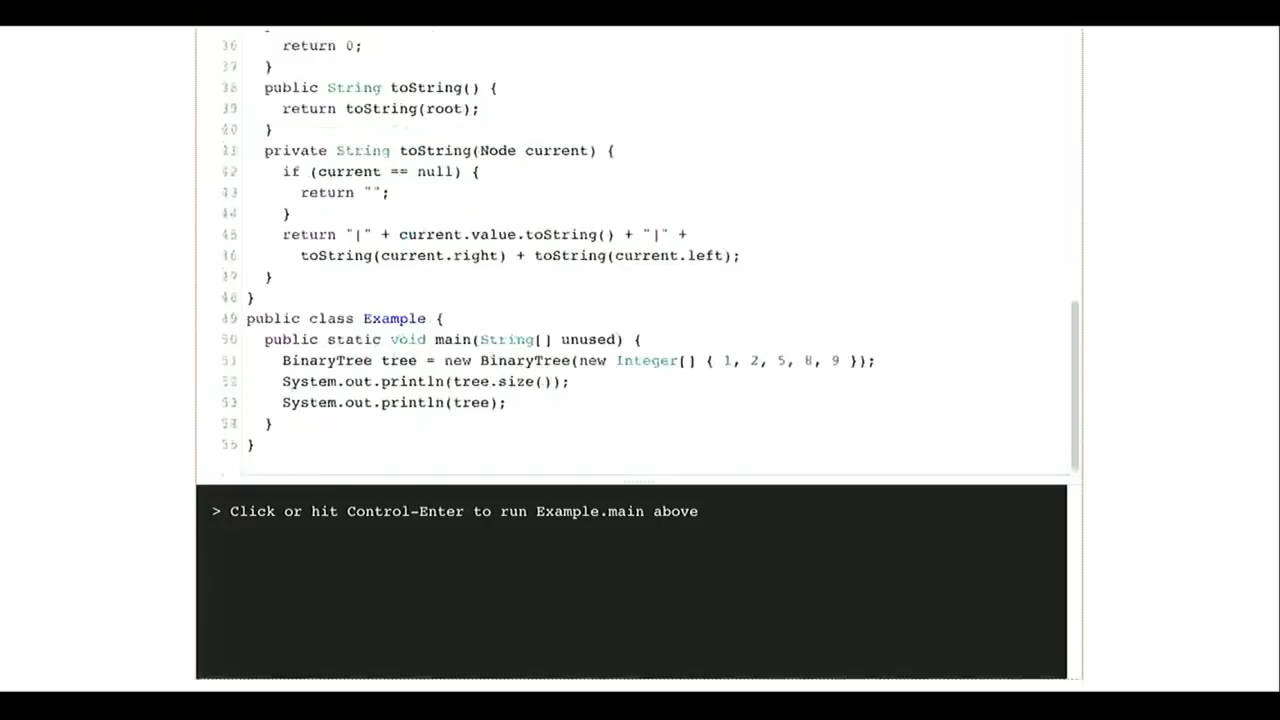 36 return 0;
37 }
38 public String toString() {
39 return toString(root);
40 }
41 private String toString(Node current) {
42 if (current == null) {
43 return "";
44 }
45 return "|" + current.value.toString() + "|" +
46 toString(current.right) + toString(current.left);
47 }
48 }
49 public class Example {
50 public static void main(String[] unused) {
51 BinaryTree tree = new BinaryTree(new Integer[] { 1, 2, 5, 8, 9 });
52 System.out.println(tree.size());
53 System.out.println(tree);
54 }
55 }
> Click or hit Control-Enter to run Example.main above